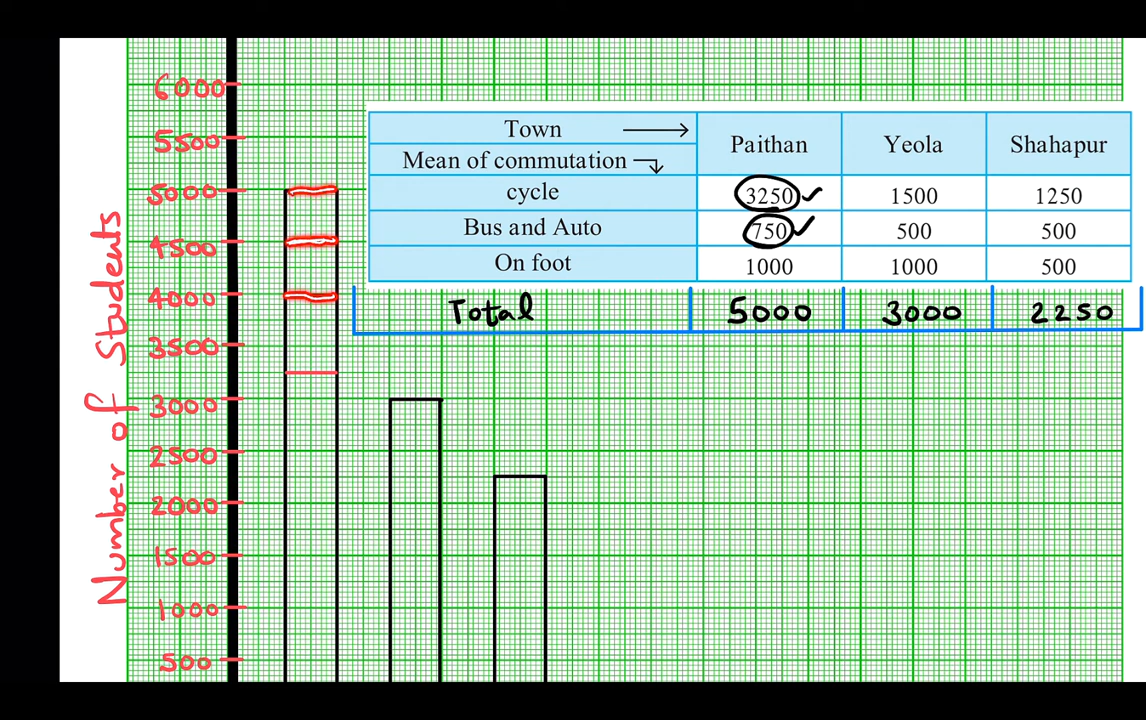 6000
5500
5000
4500
4000
3500
3000
2500
2000
1500
1000
500
Number of Students
Town Paithan Yeola Shahapur
Mean of commutation
cycle 3250 1500 1250
Bus and Auto 750 500 500
On foot 1000 1000 500
Total 5000 3000 2250